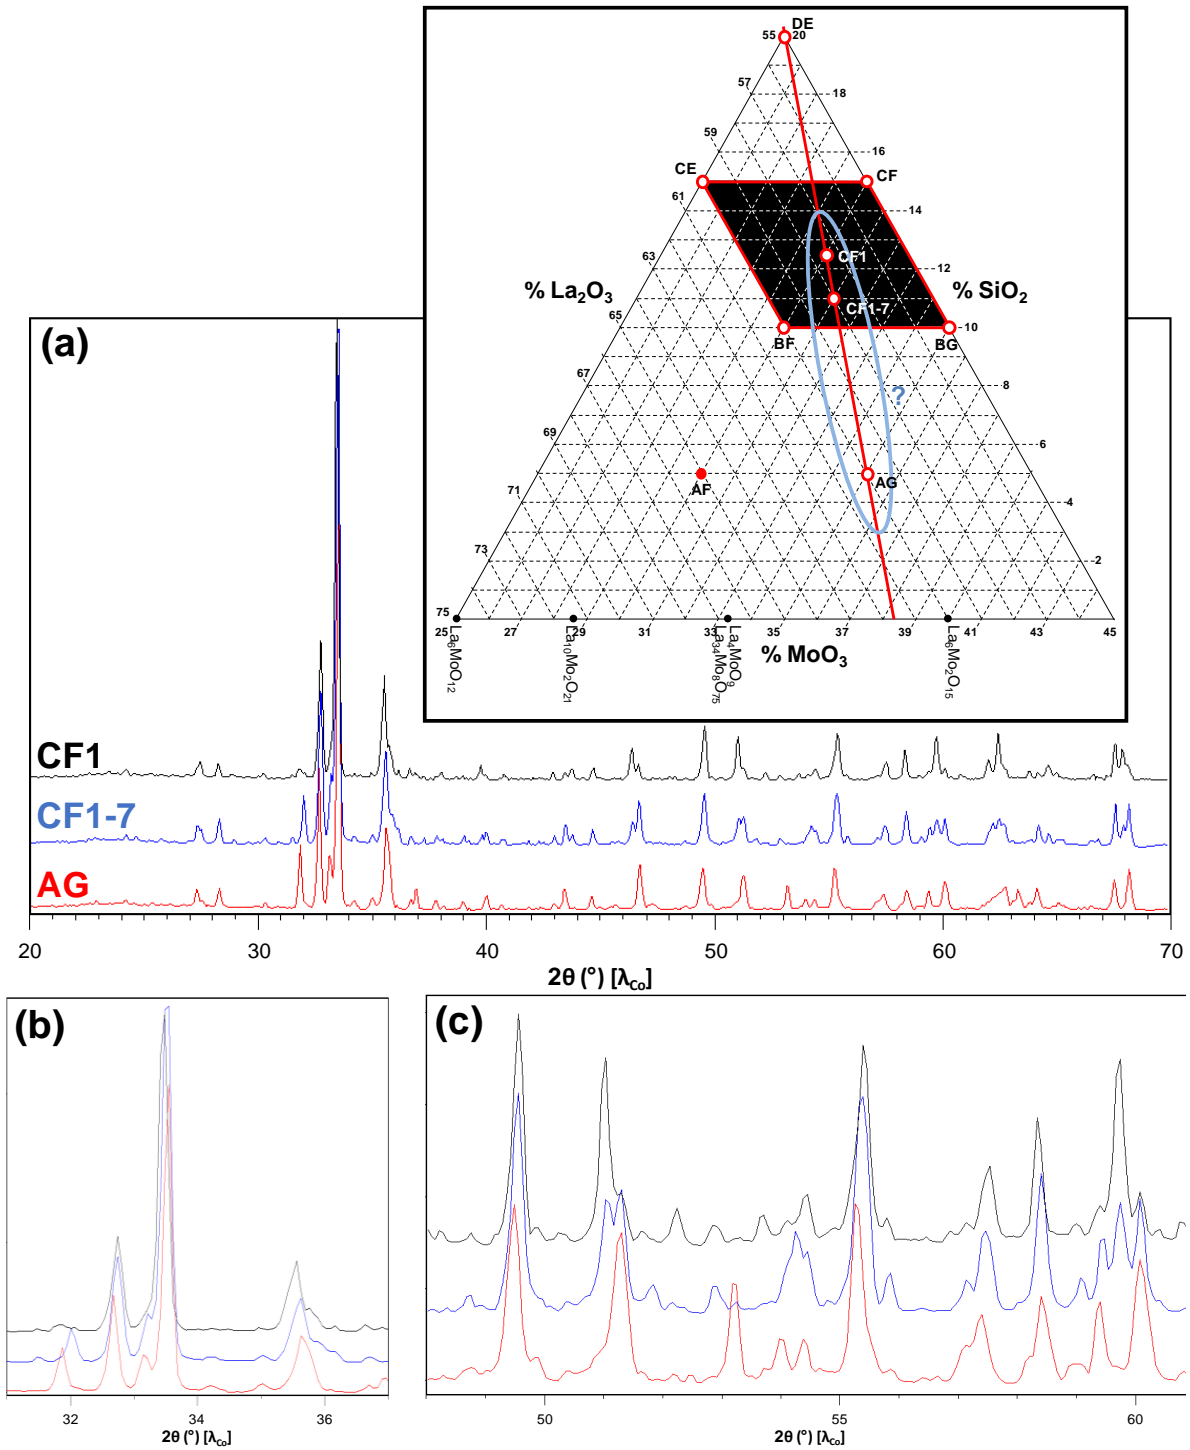 DE
55
20
57
18
59
16
CE
CF
61
14
CF1
63
12
% La₂O₃
% SiO₂
CF1-7
65
10
BF
BG
67
8
?
69
6
AF
AG
71
4
73
2
75
25
27
29
31
33
35
37
39
41
43
45
% MoO₃
La₆MoO₁₂
La₁₀Mo₂O₂₁
La₃₄Mo₈O₇₅
La₄MoO₉
La₆Mo₂O₁₅
(a)
CF1
CF1-7
AG
20
30
40
50
60
70
2θ (°) [λCo]
(b)
32
34
36
2θ (°) [λCo]
(c)
50
55
60
2θ (°) [λCo]